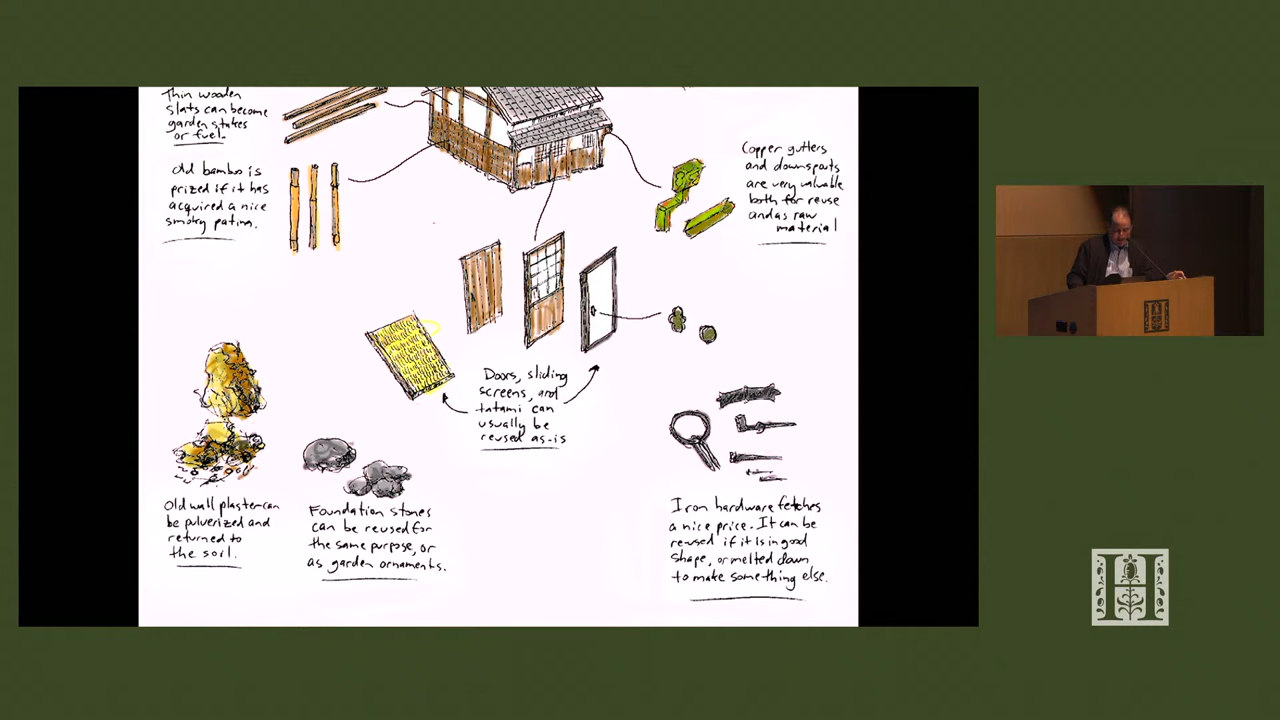 Thin wooden
slats can become
garden stakes
or fuel.
Old bamboo is
prized if it has
acquired a nice
smoky patina.
Copper gutters
and downspouts
are very valuable
both for reuse
and as raw
material
Doors, sliding
screens, and
tatami can
usually be
reused as-is
Old wall plaster can
be pulverized and
returned to
the soil.
Foundation stones
can be reused for
the same purpose, or
as garden ornaments.
Iron hardware fetches
a nice price. It can be
reused if it is in good
shape, or melted down
to make something else.
H